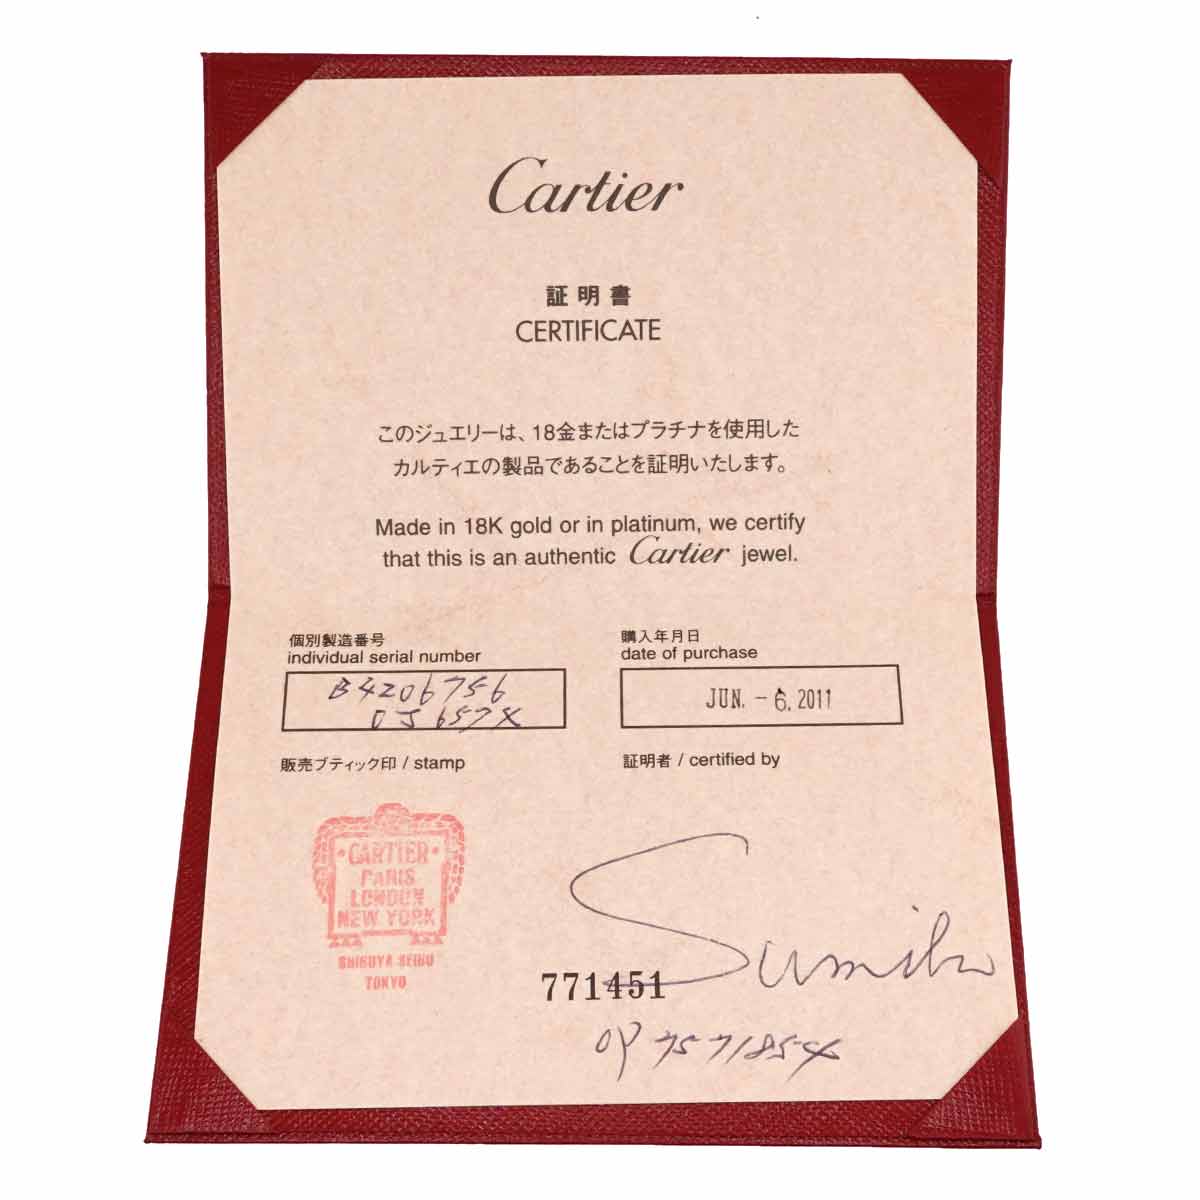 Cartier
証明書
CERTIFICATE
このジュエリーは、18金またはプラチナを使用した
カルティエの製品であることを証明いたします。
Made in 18K gold or in platinum, we certify
that this is an authentic Cartier jewel.
個別製造番号
individual serial number
B4206756
購入年月日
date of purchase
JUN. -6. 2011
販売ブティック印 / stamp
証明者 / certified by
CARTIER
PARIS
LONDON
NEW YORK
SHIBUYA SEIBU
TOKYO
Sumiko
771451